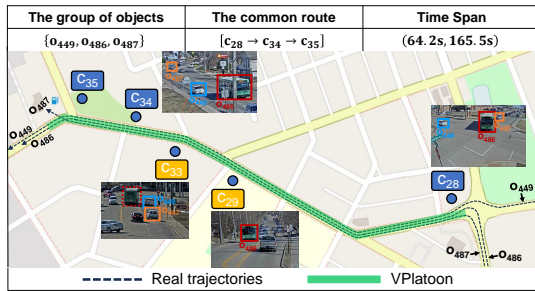 The group of objects The common route Time Span
{o₄₄₉, o₄₈₆, o₄₈₇} [c₂₈ → c₃₄ → c₃₅] (64.2s, 165.5s)
C₃₅
C₃₄
O₄₈₇
O₄₄₉
O₄₈₆
C₃₃
C₂₉
C₂₈
O₄₈₆
O₄₄₉
O₄₈₇
O₄₈₆
Real trajectories VPlatoon